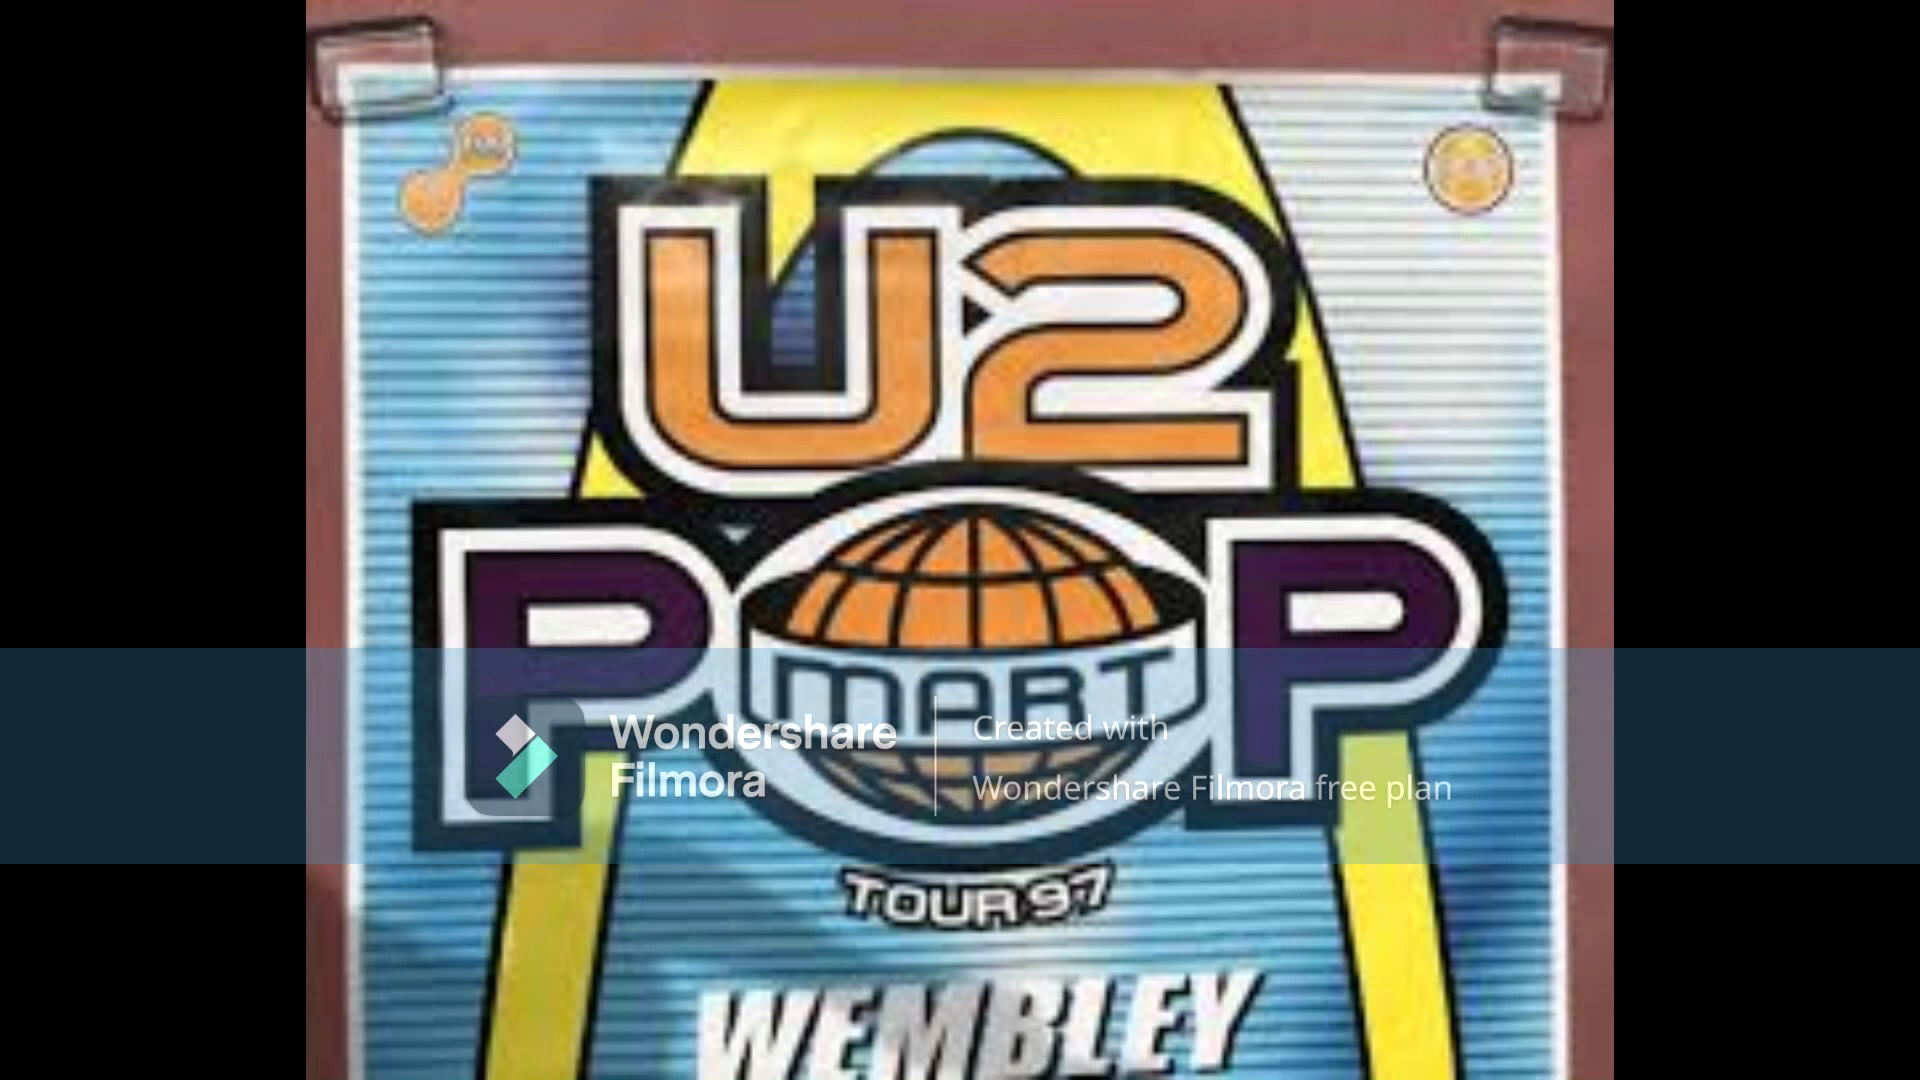 U2
POP
MART
Wondershare
Filmora
Created with
Wondershare Filmora free plan
TOUR 97
WEMBLEY